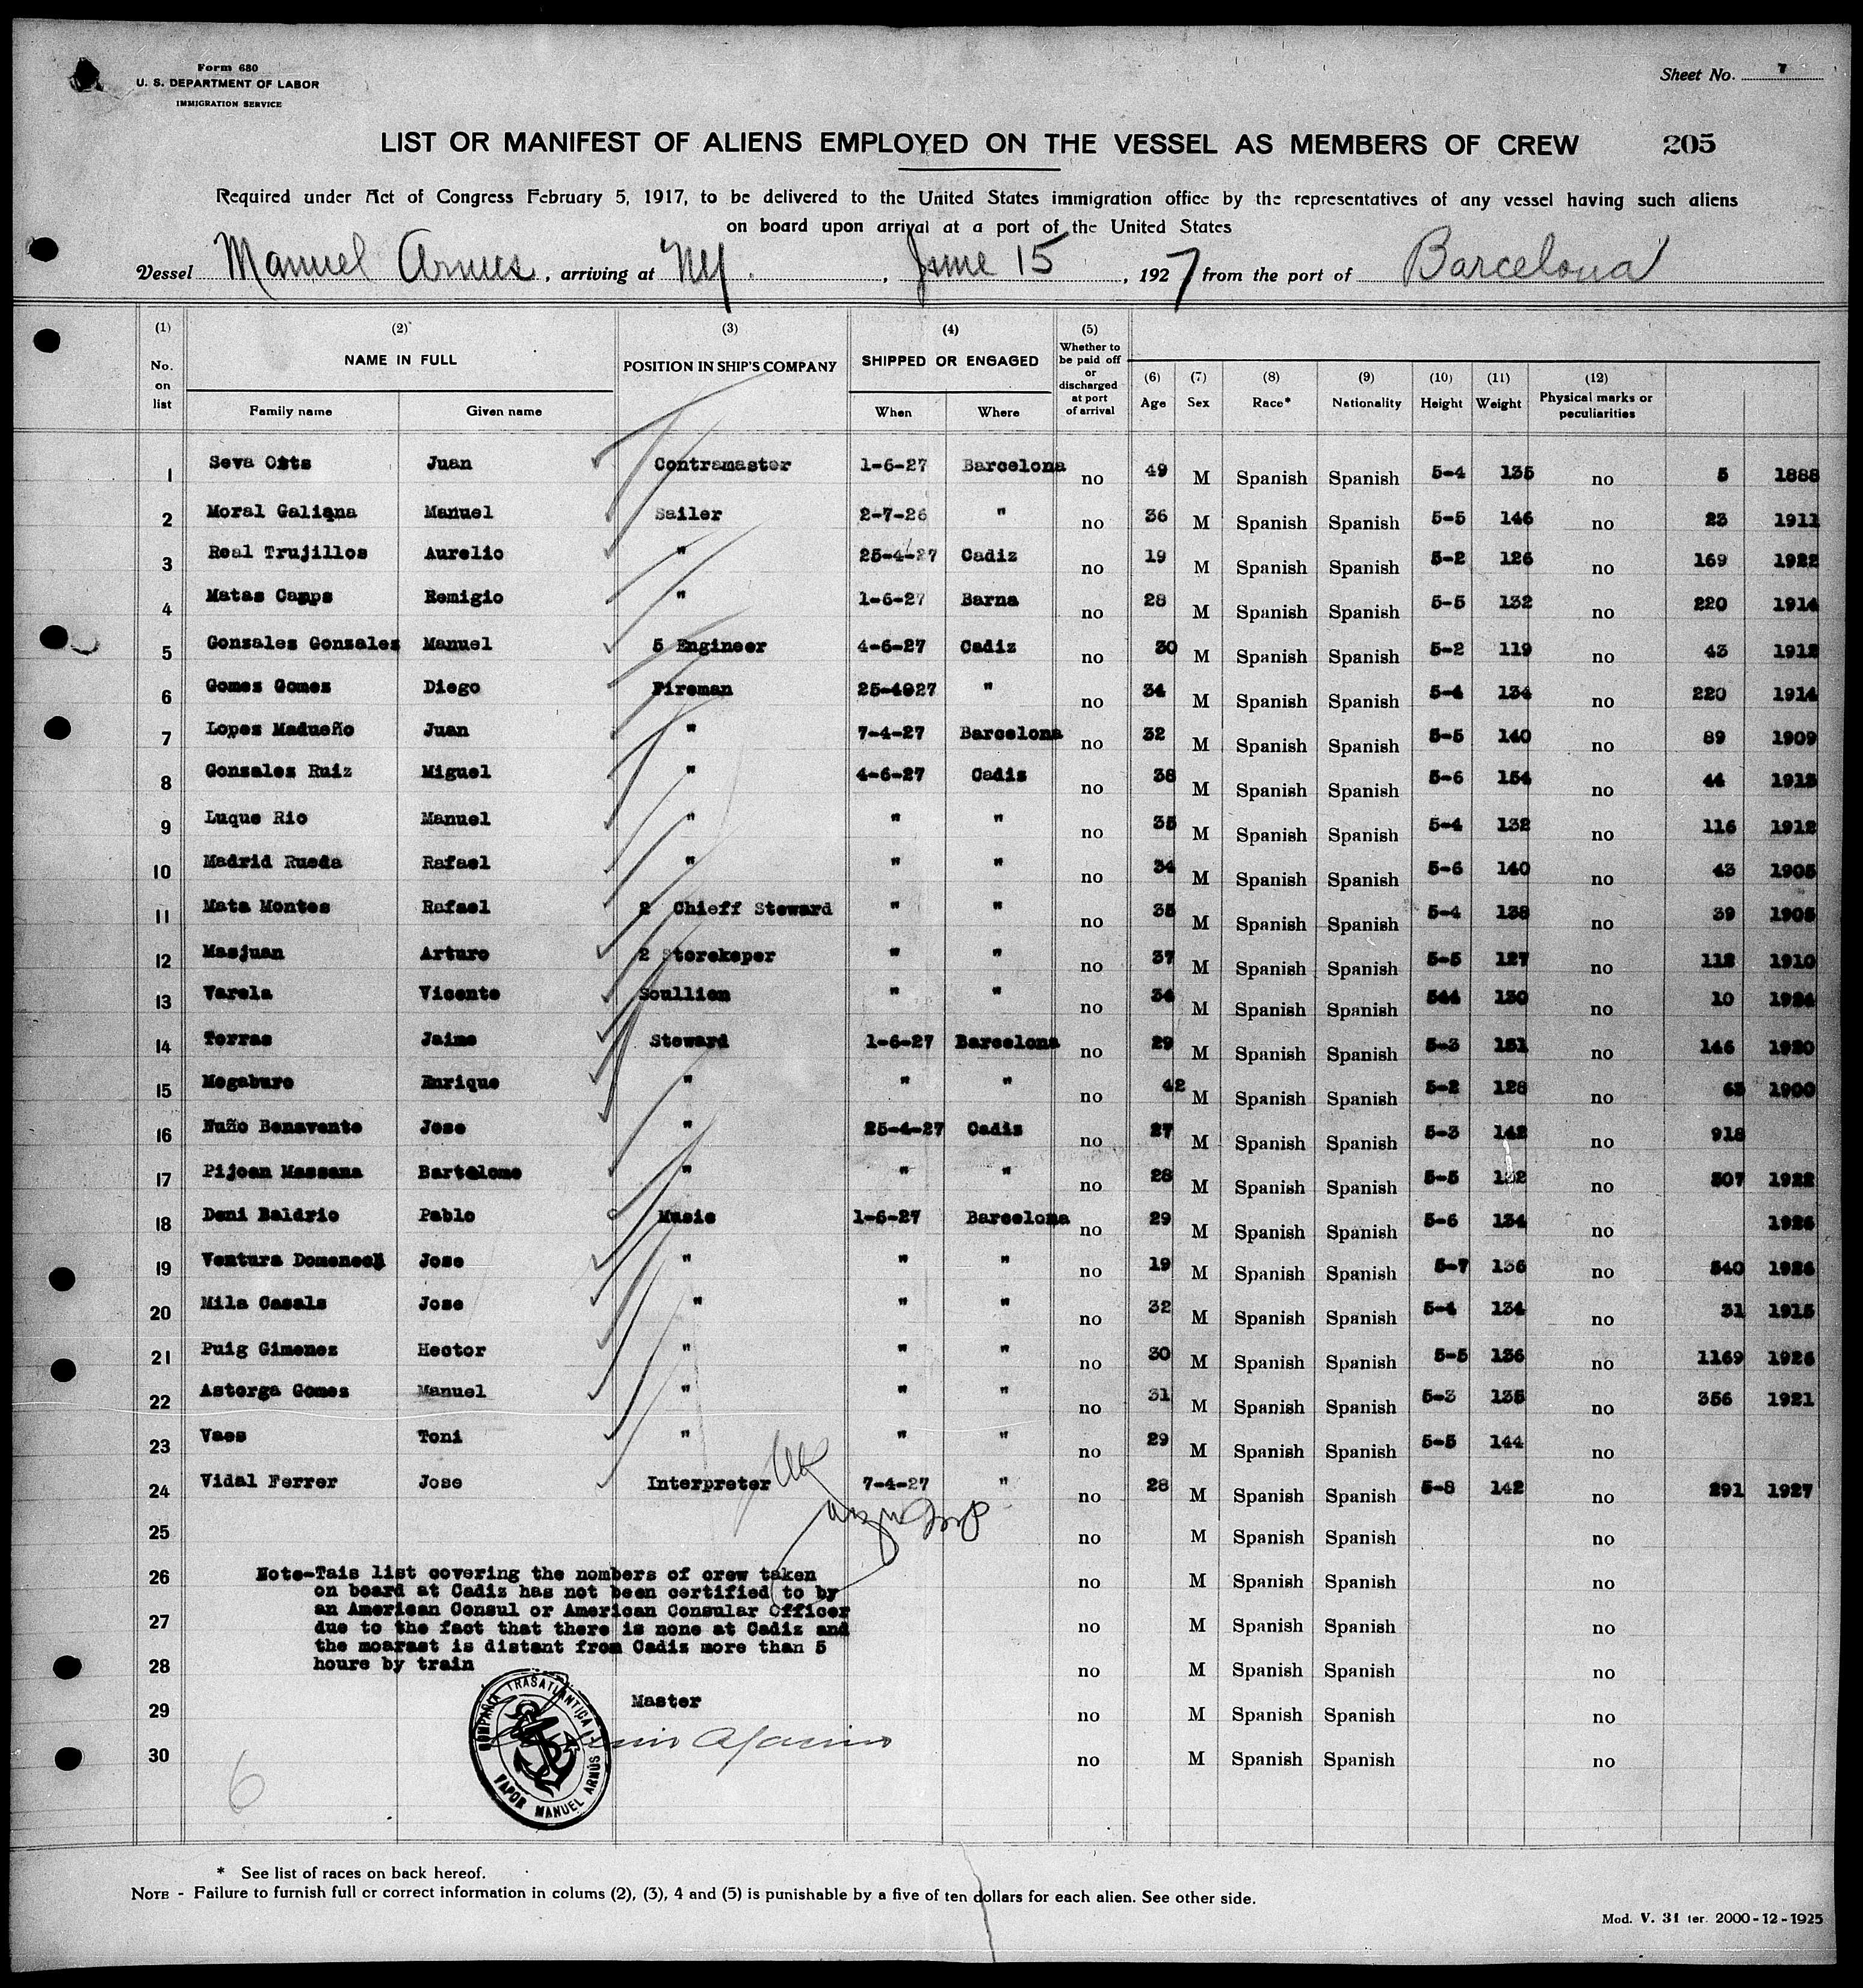 Form 680
U. S. DEPARTMENT OF LABOR
IMMIGRATION SERVICE
Sheet No. 7
LIST OR MANIFEST OF ALIENS EMPLOYED ON THE VESSEL AS MEMBERS OF CREW 205
Required under Act of Congress February 5, 1917, to be delivered to the United States immigration office by the representatives of any vessel having such aliens
on board upon arrival at a port of the United States
Vessel Manuel Arnus, arriving at NY., June 15, 1927 from the port of Barcelona
(1) No. on list
(2) NAME IN FULL Family name Given name
(3) POSITION IN SHIP'S COMPANY
(4) SHIPPED OR ENGAGED When Where
(5) Whether to be paid off or discharged at port of arrival
(6) Age
(7) Sex
(8) Race*
(9) Nationality
(10) Height
(11) Weight
(12) Physical marks or peculiarities
1 Seva Juan Contramaster 1-6-27 Barcelona no 49 M Spanish Spanish 5-4 135 no 5 1888
2 Moral Galiana Manuel Sailer 2-7-26 " no 36 M Spanish Spanish 5-5 146 no 23 1911
3 Real Trujillos Aurelio " 25-4-27 Cadiz no 19 M Spanish Spanish 5-2 126 no 169 1922
4 Matas Camps Remigio " 1-6-27 Barna no 28 M Spanish Spanish 5-5 132 no 220 1914
5 Gonzales Gonzales Manuel 5 Engineer 4-6-27 Cadiz no 30 M Spanish Spanish 5-2 119 no 43 1912
6 Gomez Gomez Diego Fireman 25-4027 " no 34 M Spanish Spanish 5-4 134 no 220 1914
7 Lopez Madueño Juan " 7-4-27 Barcelona no 32 M Spanish Spanish 5-5 140 no 89 1909
8 Gonzales Ruiz Miguel " 4-6-27 Cadiz no 38 M Spanish Spanish 5-6 154 no 44 1913
9 Luque Rio Manuel " " " no 35 M Spanish Spanish 5-4 132 no 116 1912
10 Madrid Rueda Rafael " " " no 34 M Spanish Spanish 5-6 140 no 43 1905
11 Mata Montes Rafael 2 Chieff Steward " " no 35 M Spanish Spanish 5-4 138 no 39 1905
12 Masjuan Arturo 2 Storekeper " " no 37 M Spanish Spanish 5-5 127 no 112 1910
13 Varela Vicente Scullion " " no 34 M Spanish Spanish 544 130 no 10 1924
14 Torras Jaime Steward 1-6-27 Barcelona no 29 M Spanish Spanish 5-3 151 no 146 1920
15 Mogaburo Enrique " " " no 42 M Spanish Spanish 5-2 128 no 63 1900
16 Nuño Benavente Jose " 25-4-27 Cadiz no 27 M Spanish Spanish 5-3 142 no 918
17 Pijoan Massana Bartolome " " " no 28 M Spanish Spanish 5-5 132 no 507 1922
18 Deni Baldrio Pablo Music 1-6-27 Barcelona no 29 M Spanish Spanish 5-6 134 no 1926
19 Ventura Domenech Jose " " " no 19 M Spanish Spanish 5-7 136 no 540 1926
20 Mila Casals Jose " " " no 32 M Spanish Spanish 5-4 134 no 31 1915
21 Puig Gimenez Hector " " " no 30 M Spanish Spanish 5-5 136 no 1169 1926
22 Astorga Gomes Manuel " " " no 31 M Spanish Spanish 5-3 135 no 356 1921
23 Vaes Toni " " " no 29 M Spanish Spanish 5-5 144 no
24 Vidal Ferrer Jose Interpreter 7-4-27 " no 28 M Spanish Spanish 5-8 142 no 291 1927
25 no M Spanish Spanish no
26 no M Spanish Spanish no
27 no M Spanish Spanish no
28 no M Spanish Spanish no
29 no M Spanish Spanish no
30 no M Spanish Spanish no
Note-Tais list covering the nombers of crew taken
on board at Cadiz has not been certified to by
an American Consul or American Consular Officer
due to the fact that there is none at Cadiz and
the moarast is distant from Cadiz more than 5
houre by train
Master
COMPAÑIA TRASATLANTICA
VAPOR MANUEL ARNÚS
6
* See list of races on back hereof.
NOTE - Failure to furnish full or correct information in colums (2), (3), 4 and (5) is punishable by a five of ten dollars for each alien. See other side.
Mod. V. 31 ter. 2000-12-1925